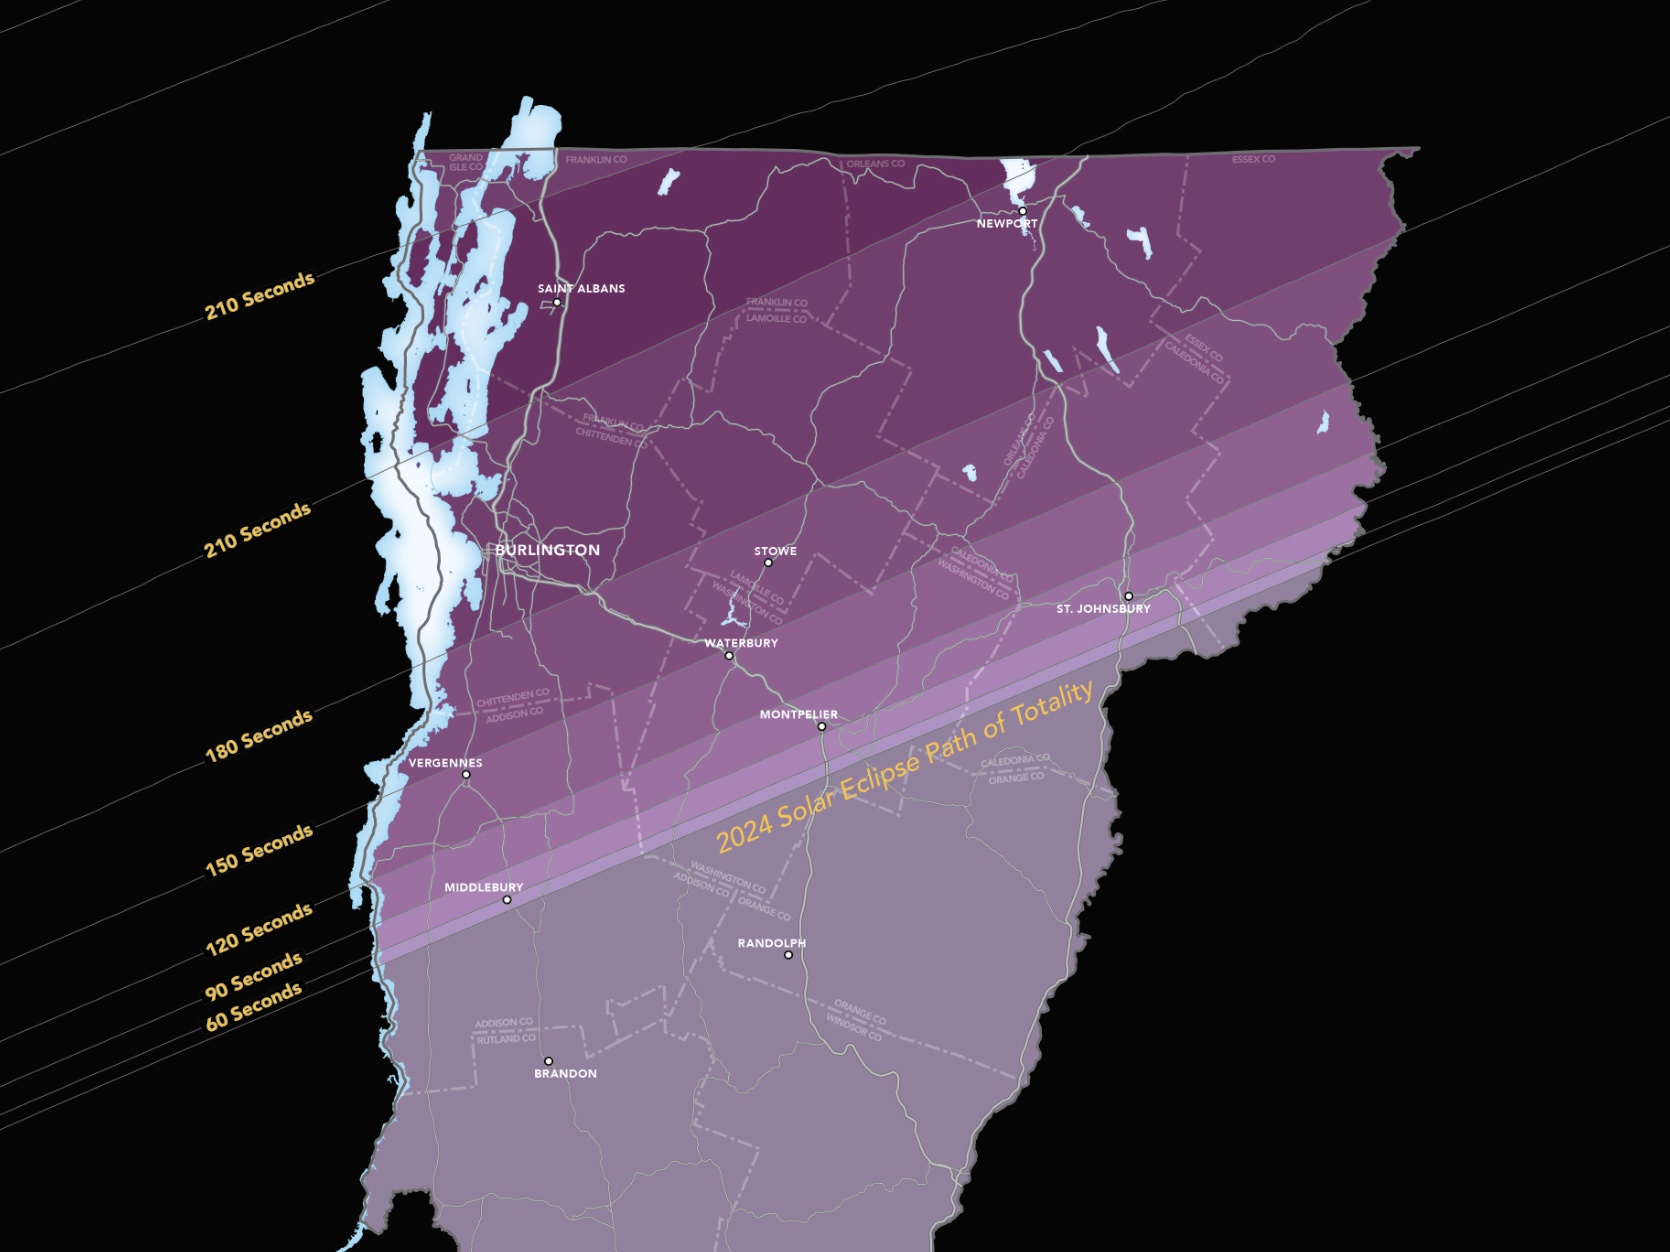 GRAND
ISLE CO
FRANKLIN CO
ORLEANS CO
ESSEX CO
NEWPORT
210 Seconds
SAINT ALBANS
FRANKLIN CO
LAMOILLE CO
ESSEX CO
CALEDONIA CO
FRANKLIN CO
CHITTENDEN CO
ORLEANS CO
CALEDONIA CO
210 Seconds
BURLINGTON
STOWE
LAMOILLE CO
WASHINGTON CO
CALEDONIA CO
WASHINGTON CO
ST. JOHNSBURY
WATERBURY
180 Seconds
CHITTENDEN CO
ADDISON CO
MONTPELIER
2024 Solar Eclipse Path of Totality
VERGENNES
CALEDONIA CO
ORANGE CO
150 Seconds
MIDDLEBURY
WASHINGTON CO
ADDISON CO
ORANGE CO
120 Seconds
RANDOLPH
90 Seconds
60 Seconds
ORANGE CO
WINDSOR CO
ADDISON CO
RUTLAND CO
BRANDON